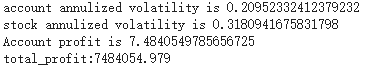 account annulized volatility is 0.20952332412379232
stock annulized volatility is 0.3180941675831798
Account profit is 7.4840549785656725
total_profit:7484054.979